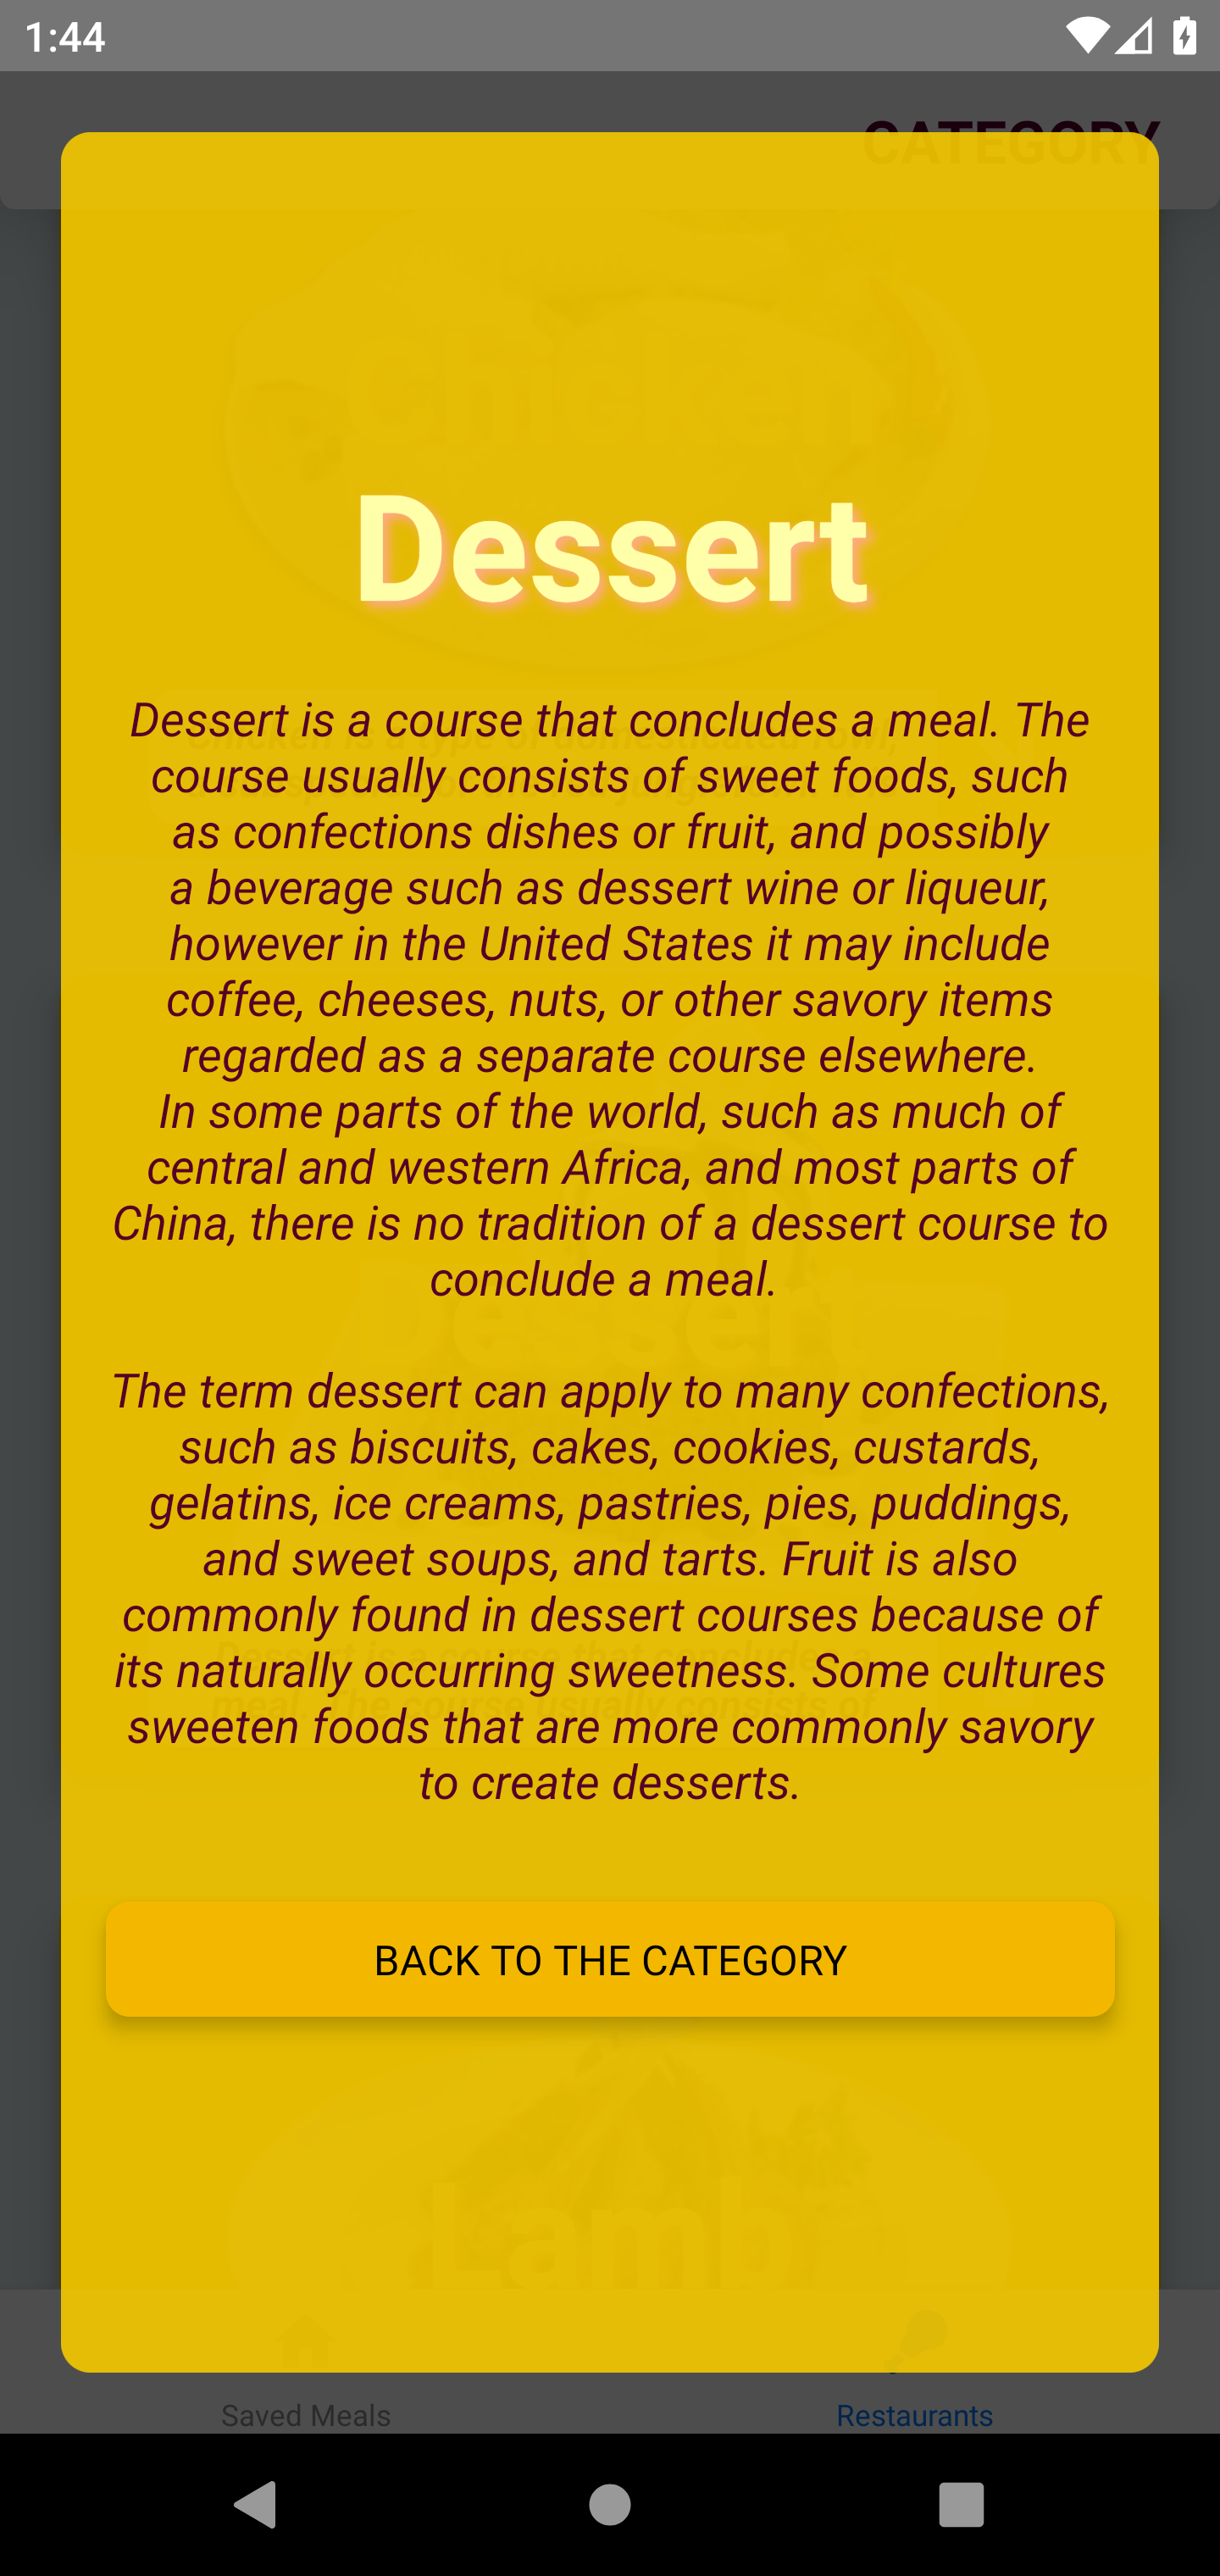 1:44
CATEGORY
Chicken
Dessert
Dessert is a course that concludes a meal. The
course usually consists of sweet foods, such
as confections dishes or fruit, and possibly
a beverage such as dessert wine or liqueur,
however in the United States it may include
coffee, cheeses, nuts, or other savory items
regarded as a separate course elsewhere.
In some parts of the world, such as much of
central and western Africa, and most parts of
China, there is no tradition of a dessert course to
conclude a meal.
Dessert
The term dessert can apply to many confections,
such as biscuits, cakes, cookies, custards,
gelatins, ice creams, pastries, pies, puddings,
and sweet soups, and tarts. Fruit is also
commonly found in dessert courses because of
its naturally occurring sweetness. Some cultures
sweeten foods that are more commonly savory
to create desserts.
BACK TO THE CATEGORY
Lamb
Saved Meals
Restaurants